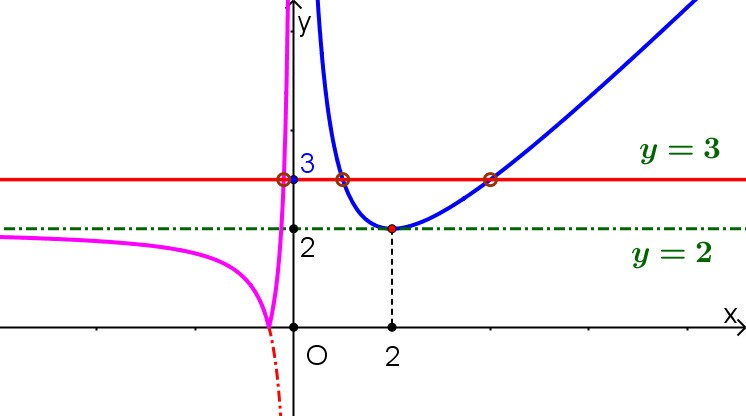 y
y = 3
3
2
y = 2
x
O
2